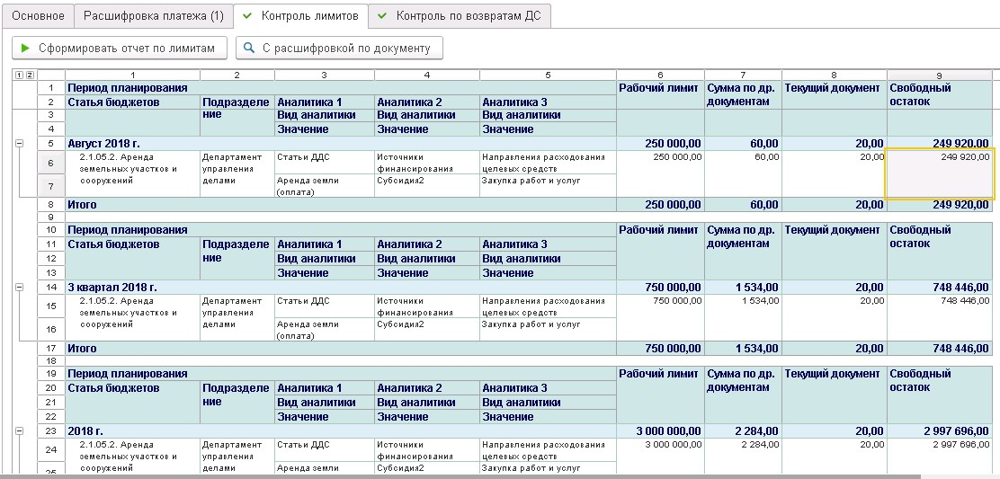 Основное Расшифровка платежа (1) Контроль лимитов Контроль по возвратам ДС
Сформировать отчет по лимитам С расшифровкой по документу
1 2 1 2 3 4 5 6 7 8 9
1 Период планирования Рабочий лимит Сумма по др. Текущий документ Свободный
2 Статья бюджетов Подразделе Аналитика 1 Аналитика 2 Аналитика 3 документам остаток
3 ние Вид аналитики Вид аналитики Вид аналитики
4 Значение Значение Значение
5 Август 2018 г. 250 000,00 60,00 20,00 249 920,00
6 2.1.05.2. Аренда Департамент Статьи ДДС Источники Направления расходования 250 000,00 60,00 20,00 249 920,00
земельных участков и управления финансирования целевых средств
7 сооружений делами Аренда земли Субсидия2 Закупка работ и услуг
(оплата)
8 Итого 250 000,00 60,00 20,00 249 920,00
9
10 Период планирования Рабочий лимит Сумма по др. Текущий документ Свободный
11 Статья бюджетов Подразделе Аналитика 1 Аналитика 2 Аналитика 3 документам остаток
12 ние Вид аналитики Вид аналитики Вид аналитики
13 Значение Значение Значение
14 3 квартал 2018 г. 750 000,00 1 534,00 20,00 748 446,00
15 2.1.05.2. Аренда Департамент Статьи ДДС Источники Направления расходования 750 000,00 1 534,00 20,00 748 446,00
земельных участков и управления финансирования целевых средств
16 сооружений делами Аренда земли Субсидия2 Закупка работ и услуг
(оплата)
17 Итого 750 000,00 1 534,00 20,00 748 446,00
18
19 Период планирования Рабочий лимит Сумма по др. Текущий документ Свободный
20 Статья бюджетов Подразделе Аналитика 1 Аналитика 2 Аналитика 3 документам остаток
21 ние Вид аналитики Вид аналитики Вид аналитики
22 Значение Значение Значение
23 2018 г. 3 000 000,00 2 284,00 20,00 2 997 696,00
24 2.1.05.2. Аренда Департамент Статьи ДДС Источники Направления расходования 3 000 000,00 2 284,00 20,00 2 997 696,00
земельных участков и управления финансирования целевых средств
25 сооружений делами Аренда земли Субсидия2 Закупка работ и услуг